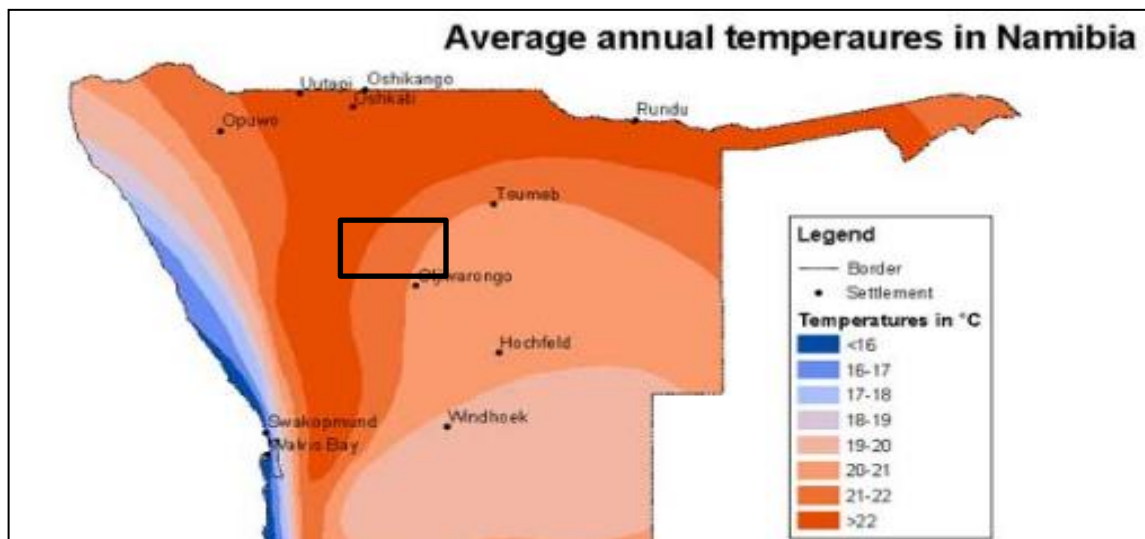 Average annual temperaures in Namibia
Uutapi
Oshikango
Oshkati
Opuwo
Rundu
Tsumeb
Otjiwarongo
Hochfeld
Windhoek
Swakopmund
Walvis Bay
Legend
Border
Settlement
Temperatures in °C
<16
16-17
17-18
18-19
19-20
20-21
21-22
>22